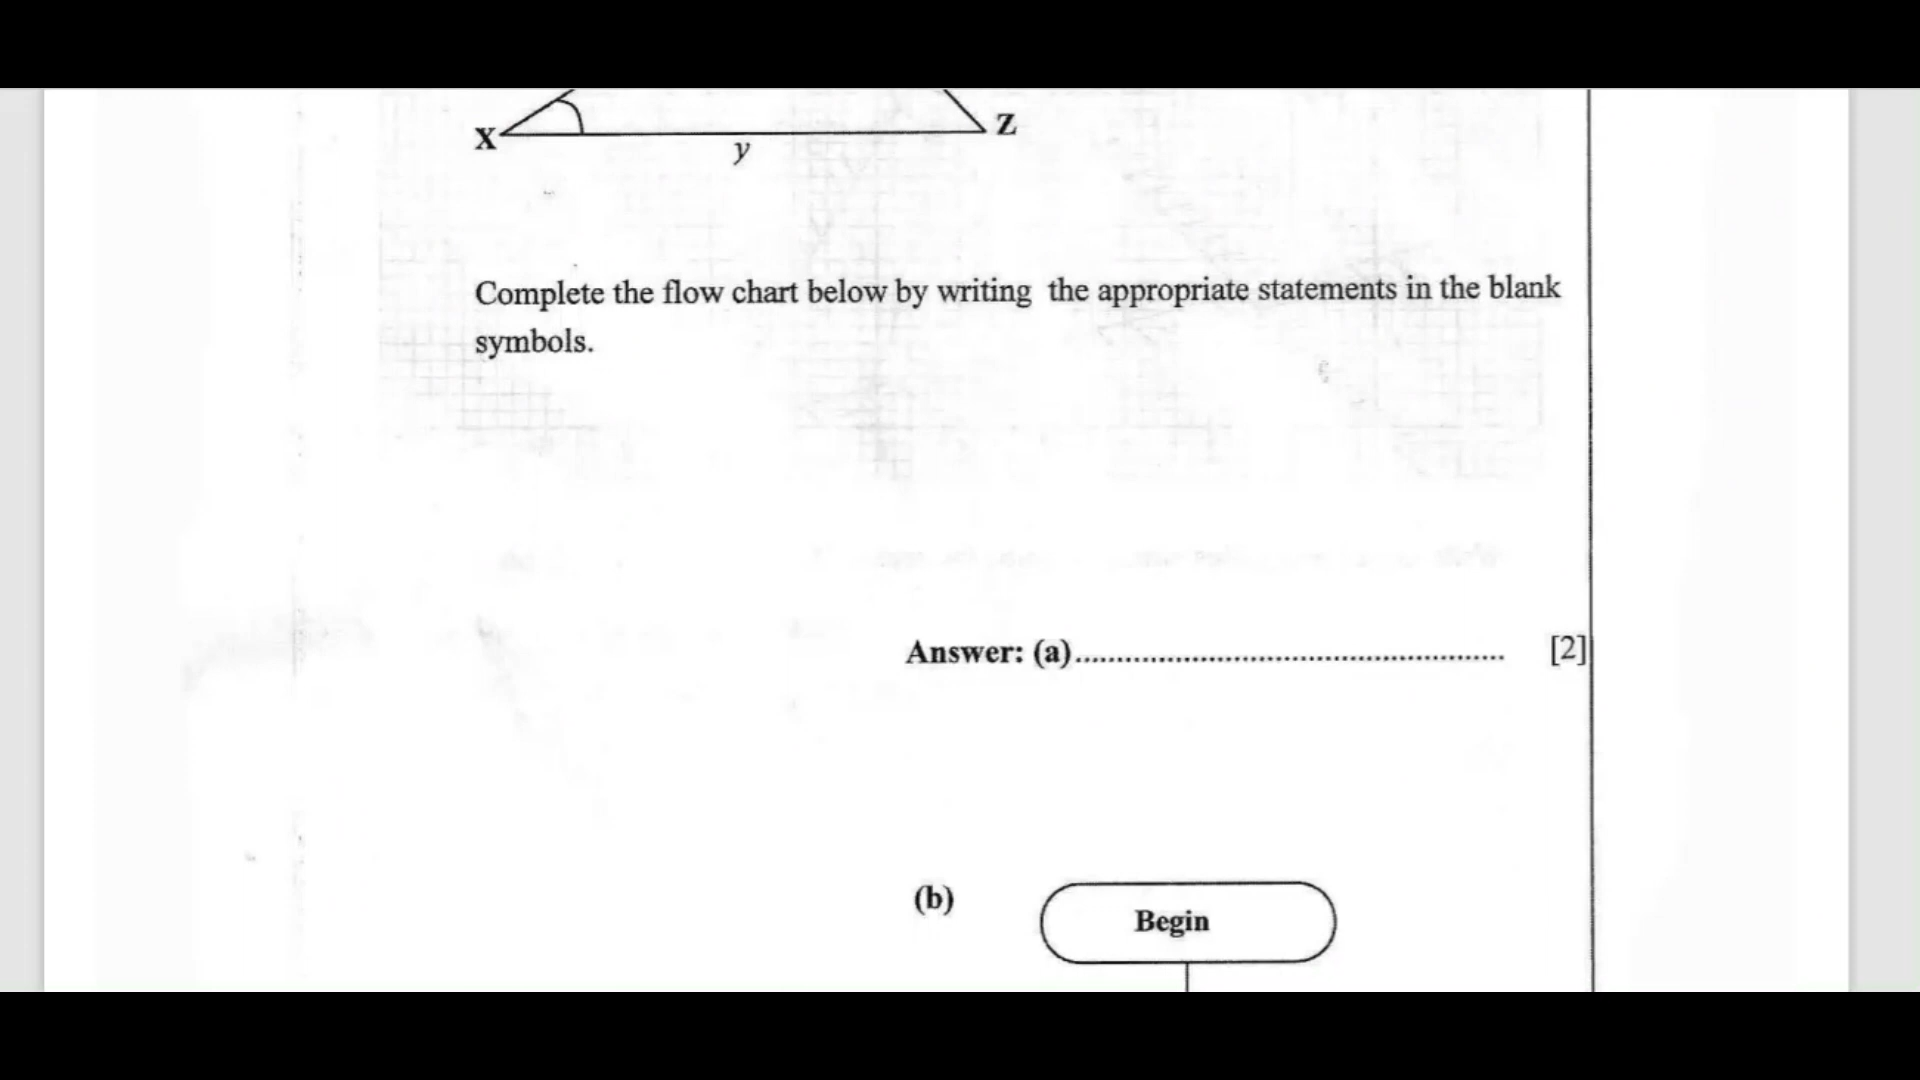 X
Z
y
Complete the flow chart below by writing the appropriate statements in the blank
symbols.
Answer: (a)....................................................... [2]
(b)
Begin